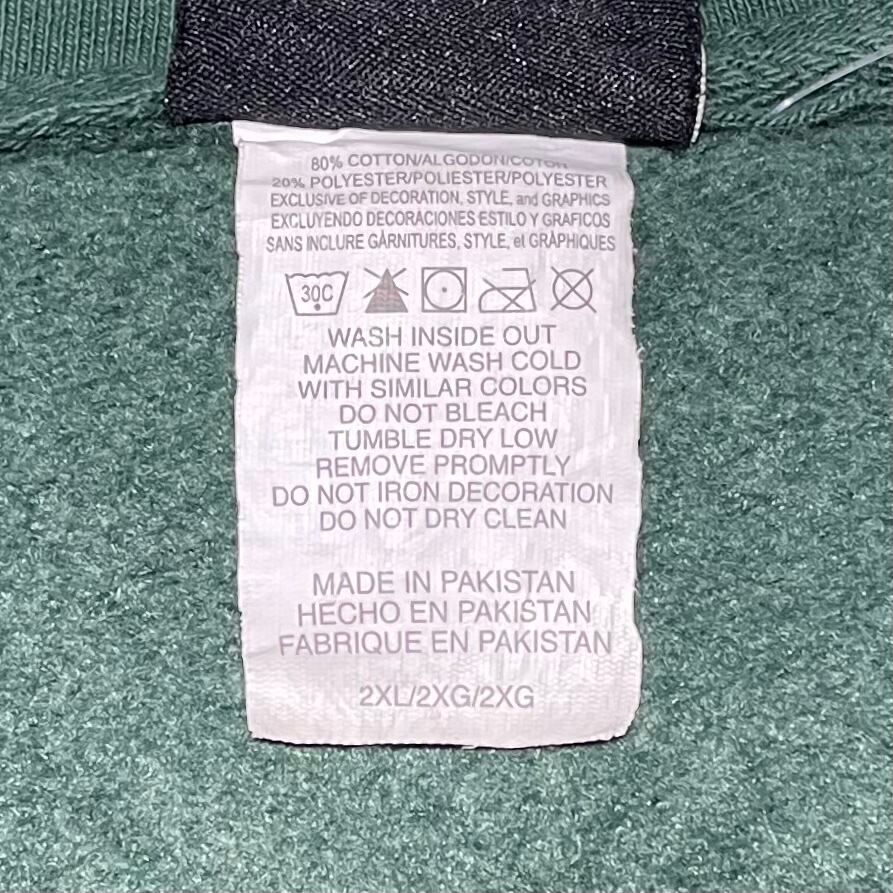 80% COTTON/ALGODON/COTON
20% POLYESTER/POLIESTER/POLYESTER
EXCLUSIVE OF DECORATION, STYLE, and GRAPHICS
EXCLUYENDO DECORACIONES ESTILO Y GRAFICOS
SANS INCLURE GARNITURES, STYLE, et GRAPHIQUES
30C
WASH INSIDE OUT
MACHINE WASH COLD
WITH SIMILAR COLORS
DO NOT BLEACH
TUMBLE DRY LOW
REMOVE PROMPTLY
DO NOT IRON DECORATION
DO NOT DRY CLEAN
MADE IN PAKISTAN
HECHO EN PAKISTAN
FABRIQUE EN PAKISTAN
2XL/2XG/2XG